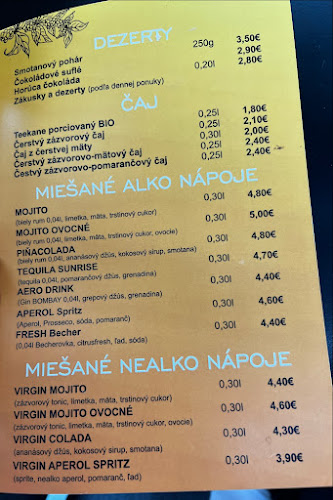 DEZERTY
Smotanový pohár 250g 3,50€
Čokoládové suflé 2,90€
Horúca čokoláda 0,20l 2,80€
Zákusky a dezerty (podľa dennej ponuky)
ČAJ
Teekane porciovaný BIO 0,25l 1,80€
Čerstvý zázvorový čaj 0,25l 2,10€
Čaj z čerstvej mäty 0,30l 2,00€
Čerstvý zázvorovo-mätový čaj 0,25l 2,40€
Čestvý zázvorovo-pomarančový čaj 0,25l 2,40€
MIEŠANÉ ALKO NÁPOJE
MOJITO 0,30l 4,80€
(biely rum 0,04l, limetka, mäta, trstinový cukor)
MOJITO OVOCNÉ 0,30l 5,00€
(biely rum 0,04l, limetka, mäta, trstinový cukor, ovocie)
PIŇACOLADA 0,30l 4,80€
(biely rum 0,04l, ananásový džús, kokosový sirup, smotana)
TEQUILA SUNRISE 0,30l 4,70€
(tequila 0,04l, pomarančový džús, grenadina)
AERO DRINK 0,30l 4,40€
(Gin BOMBAY 0,04l, grepový džús, grenadina)
APEROL Spritz 0,30l 4,60€
(Aperol, Prosseco, sóda, pomaranč)
FRESH Becher 0,30l 4,40€
(0,04l Becherovka, citrusfresh, ľad, sóda)
MIEŠANÉ NEALKO NÁPOJE
VIRGIN MOJITO 0,30l 4,40€
(zázvorový tonic, limetka, mäta, trstinový cukor)
VIRGIN MOJITO OVOCNÉ 0,30l 4,60€
(zázvorový tonic, limetka, mäta, trstinový cukor, ovocie)
VIRGIN COLADA 0,30l 4,30€
(ananásový džús, kokosový sirup, smotana)
VIRGIN APEROL SPRITZ 0,30l 3,90€
(sprite, nealko aperol, pomaranč, ľad)